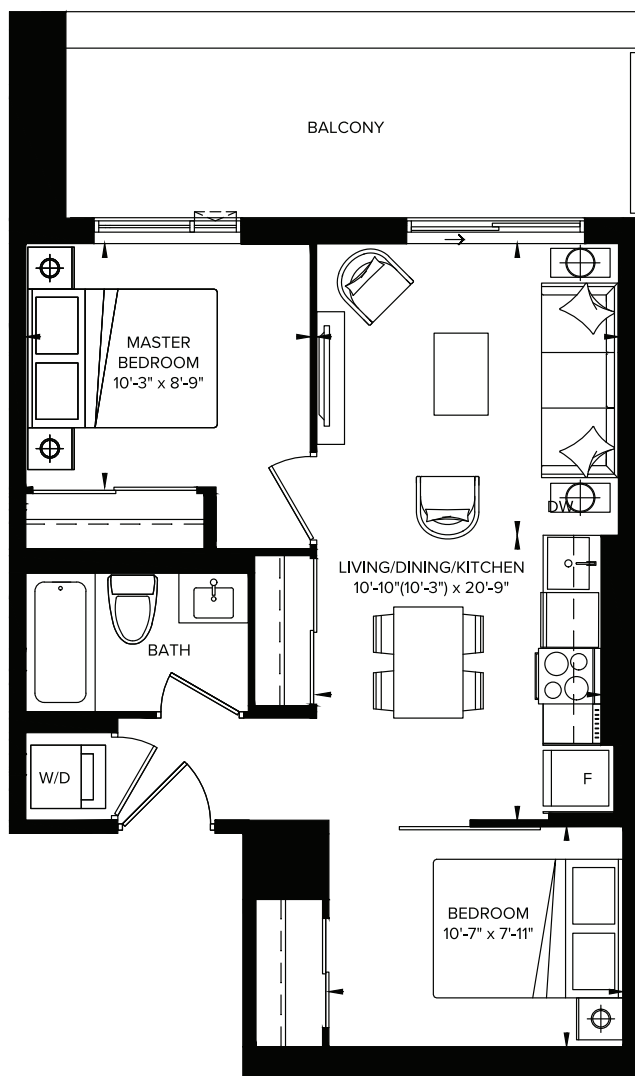 BALCONY
MASTER
BEDROOM
10'-3" x 8'-9"
DW
LIVING/DINING/KITCHEN
10'-10"(10'-3") x 20'-9"
BATH
W/D
F
BEDROOM
10'-7" x 7'-11"